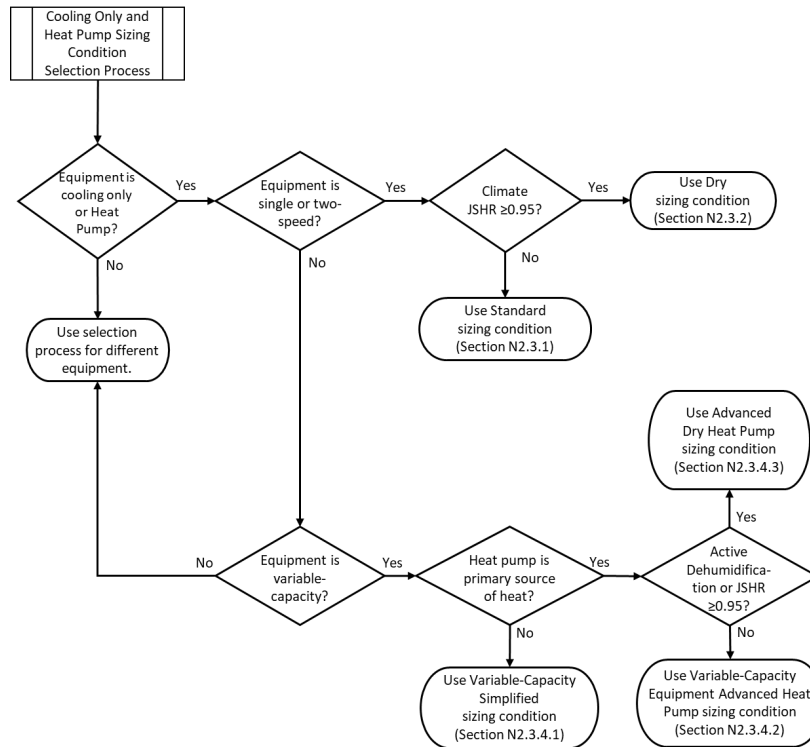 Cooling Only and
Heat Pump Sizing
Condition
Selection Process
Equipment is
cooling only
or Heat
Pump?
Yes
Equipment is
single or two-
speed?
Yes
Climate
JSHR ≥0.95?
Yes
Use Dry
sizing condition
(Section N2.3.2)
No
No
No
Use selection
process for different
equipment.
Use Standard
sizing condition
(Section N2.3.1)
Use Advanced
Dry Heat Pump
sizing condition
(Section N2.3.4.3)
Yes
No
Equipment is
variable-
capacity?
Yes
Heat pump is
primary source
of heat?
Yes
Active
Dehumidifica-
tion or JSHR
≥0.95?
No
No
Use Variable-Capacity
Simplified
sizing condition
(Section N2.3.4.1)
Use Variable-Capacity
Equipment Advanced Heat
Pump sizing condition
(Section N2.3.4.2)